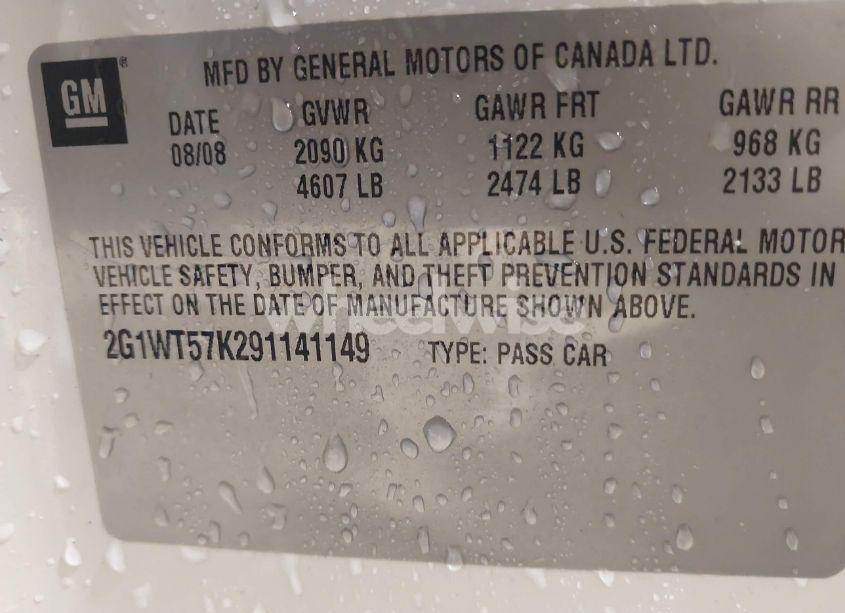 GM ®
MFD BY GENERAL MOTORS OF CANADA LTD.
DATE GVWR GAWR FRT GAWR RR
08/08 2090 KG 1122 KG 968 KG
4607 LB 2474 LB 2133 LB
THIS VEHICLE CONFORMS TO ALL APPLICABLE U.S. FEDERAL MOTOR
VEHICLE SAFETY, BUMPER, AND THEFT PREVENTION STANDARDS IN
EFFECT ON THE DATE OF MANUFACTURE SHOWN ABOVE.
wheelwise
2G1WT57K291141149 TYPE: PASS CAR